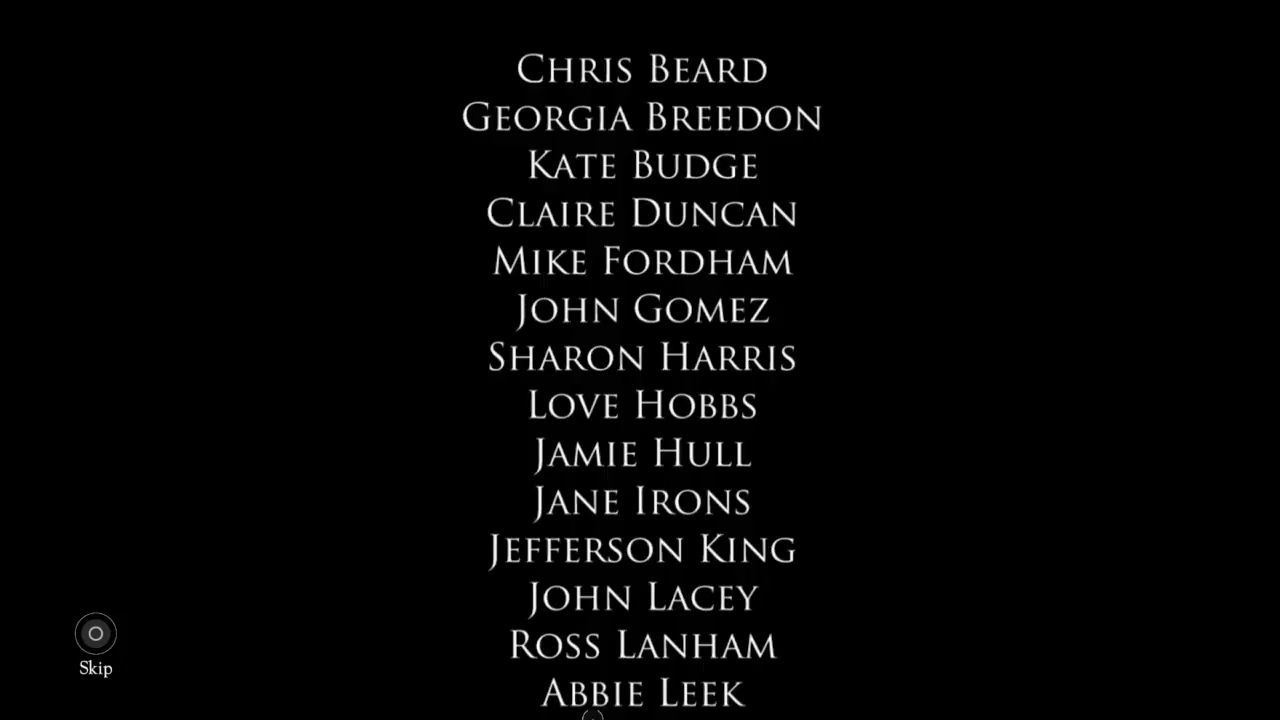 Chris Beard
Georgia Breedon
Kate Budge
Claire Duncan
Mike Fordham
John Gomez
Sharon Harris
Love Hobbs
Jamie Hull
Jane Irons
Jefferson King
John Lacey
Ross Lanham
Abbie Leek
Skip